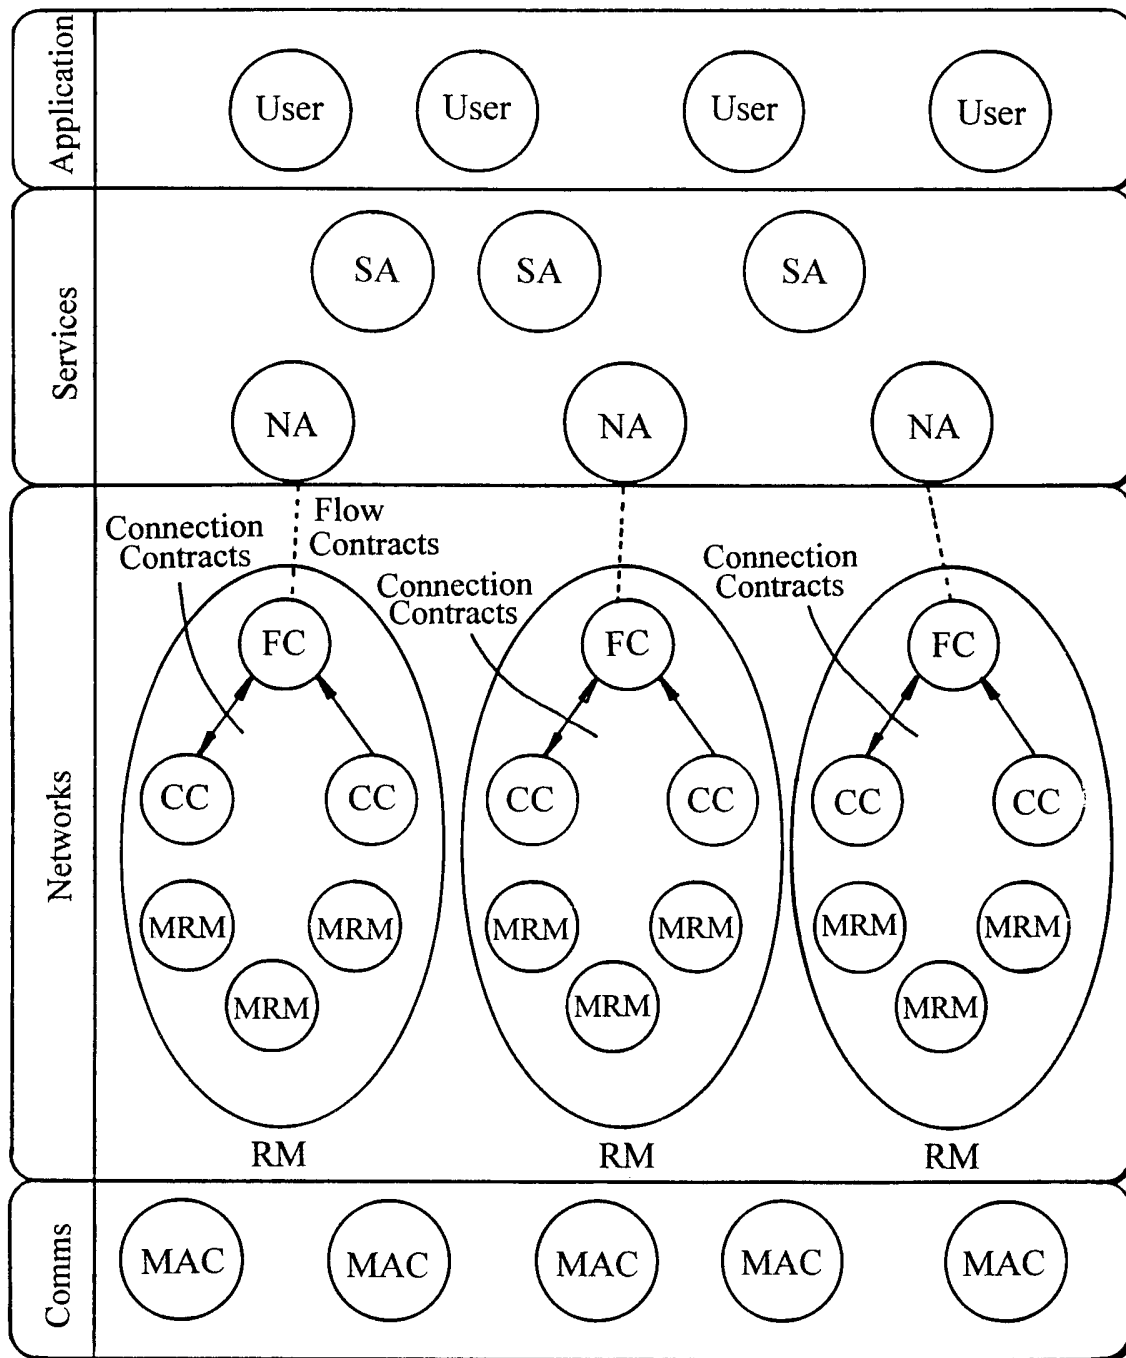 Application
User User User User
Services
SA SA SA
NA NA NA
Networks
Flow
Contracts
Connection
Contracts
Connection
Contracts
Connection
Contracts
FC FC FC
CC CC CC CC CC CC
MRM MRM MRM MRM MRM MRM
MRM MRM MRM
RM RM RM
Comms
MAC MAC MAC MAC MAC